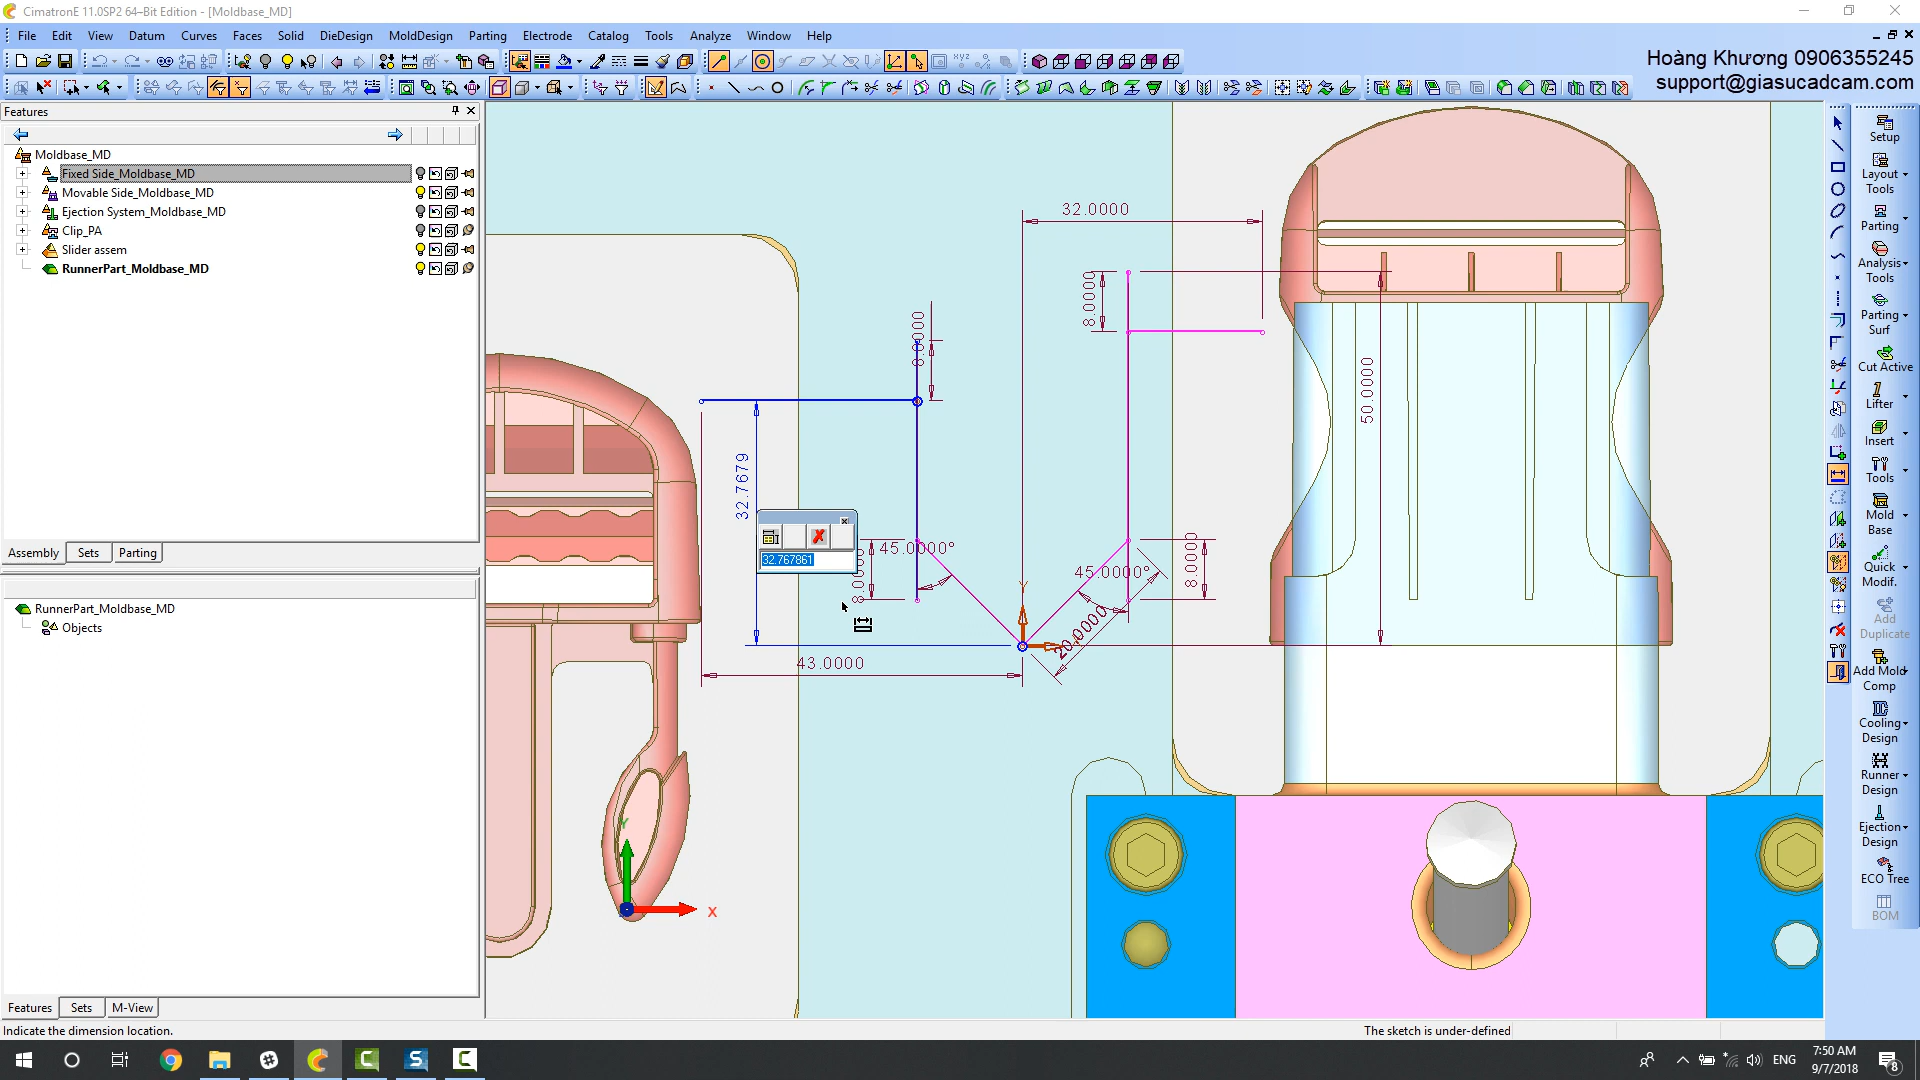 CimatronE 11.0SP2 64-Bit Edition - [Moldbase_MD]
File Edit View Datum Curves Faces Solid DieDesign MoldDesign Parting Electrode Catalog Tools Analyze Window Help
Hoàng Khương 0906355245
support@giasucadcam.com
Features
Moldbase_MD
Fixed Side_Moldbase_MD
Movable Side_Moldbase_MD
Ejection System_Moldbase_MD
Clip_PA
Slider assem
RunnerPart_Moldbase_MD
Assembly Sets Parting
RunnerPart_Moldbase_MD
Objects
Features Sets M-View
Indicate the dimension location.
The sketch is under-defined
32.0000
8.0000
8.0000
50.0000
32.7679
32.767861
8.0000
45.0000°
45.0000°
8.0000
20.0000
43.0000
Y
Y
X
Setup
Layout
Tools
Parting
Analysis
Tools
Parting
Surf
Cut Active
Lifter
Insert
Tools
Mold
Base
Quick
Modif.
Add
Duplicate
Add Mold
Comp
Cooling
Design
Runner
Design
Ejection
Design
ECO Tree
BOM
ENG
7:50 AM
9/7/2018
8